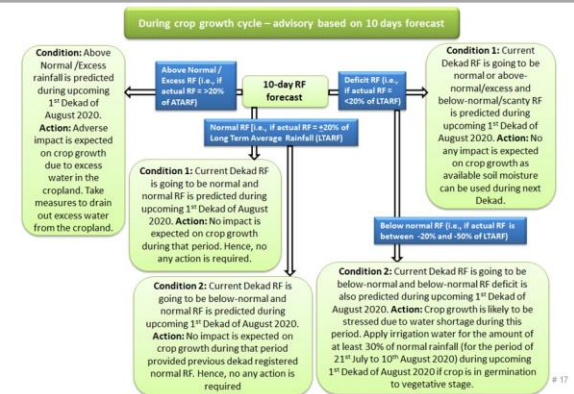 During crop growth cycle – advisory based on 10 days forecast
Condition: Above
Normal /Excess
rainfall is predicted
during upcoming
1st Dekad of
August 2020.
Action: Adverse
impact is expected
on crop growth
due to excess
water in the
cropland. Take
measures to drain
out excess water
from the cropland.
Above Normal /
Excess RF (i.e., if
actual RF = >20%
of ATARF)
10-day RF
forecast
Deficit RF (i.e.,
if actual RF =
<20% of LTARF)
Condition 1: Current
Dekad RF is going to be
normal or above-
normal/excess and
below-normal/scanty RF
is predicted during
upcoming 1st Dekad of
August 2020. Action: No
any impact is expected
on crop growth as
available soil moisture
can be used during next
Dekad.
Normal RF [i.e., if actual RF = ±20% of
Long Term Average Rainfall (LTARF)
Condition 1: Current Dekad RF
is going to be normal and
normal RF is predicted during
upcoming 1st Dekad of August
2020. Action: No impact is
expected on crop growth
during that period. Hence, no
any action is required.
Below normal RF (i.e., if actual RF is
between -20% and -50% of LTARF)
Condition 2: Current Dekad RF is
going to be below-normal and
normal RF is predicted during
upcoming 1st Dekad of August 2020.
Action: No impact is expected on
crop growth during that period
provided previous dekad registered
normal RF. Hence, no any action is
required
Condition 2: Current Dekad RF is going to be
below-normal and below-normal RF deficit is
also predicted during upcoming 1st Dekad of
August 2020. Action: Crop growth is likely to be
stressed due to water shortage during this
period. Apply irrigation water for the amount of
at least 30% of normal rainfall (for the period of
21st July to 10th August 2020) during upcoming
1st Dekad of August 2020 if crop is in germination
to vegetative stage.
# 17